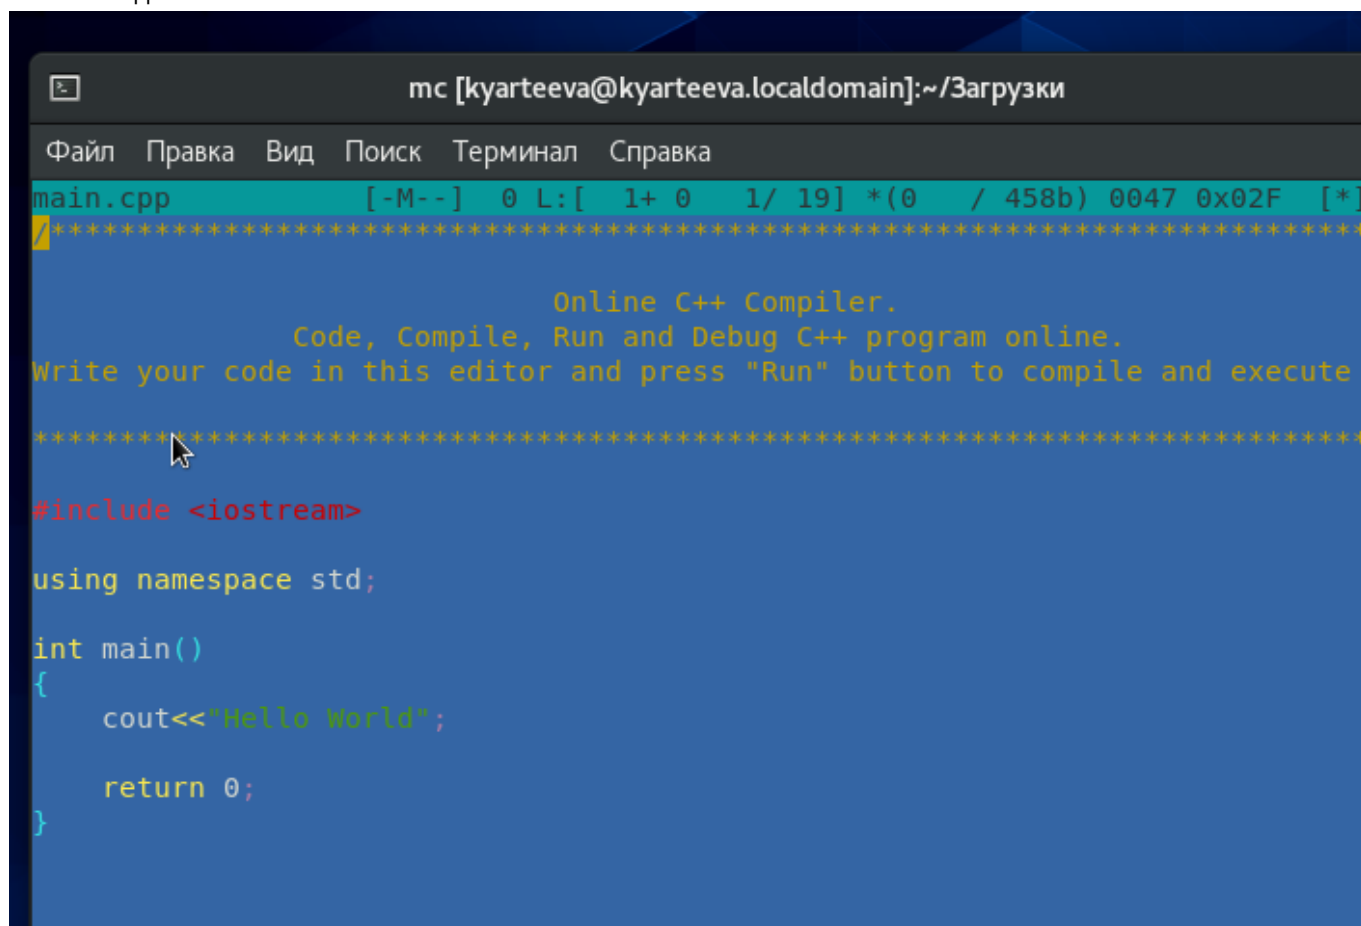 mc [kyarteeva@kyarteeva.localdomain]:~/Загрузки
Файл Правка Вид Поиск Терминал Справка
main.cpp [-M--] 0 L:[ 1+ 0 1/ 19] *(0 / 458b) 0047 0x02F [*]
/****************************************************************************
Online C++ Compiler.
Code, Compile, Run and Debug C++ program online.
Write your code in this editor and press "Run" button to compile and execute
*****************************************************************************
#include <iostream>
using namespace std;
int main()
{
cout<<"Hello World";
return 0;
}